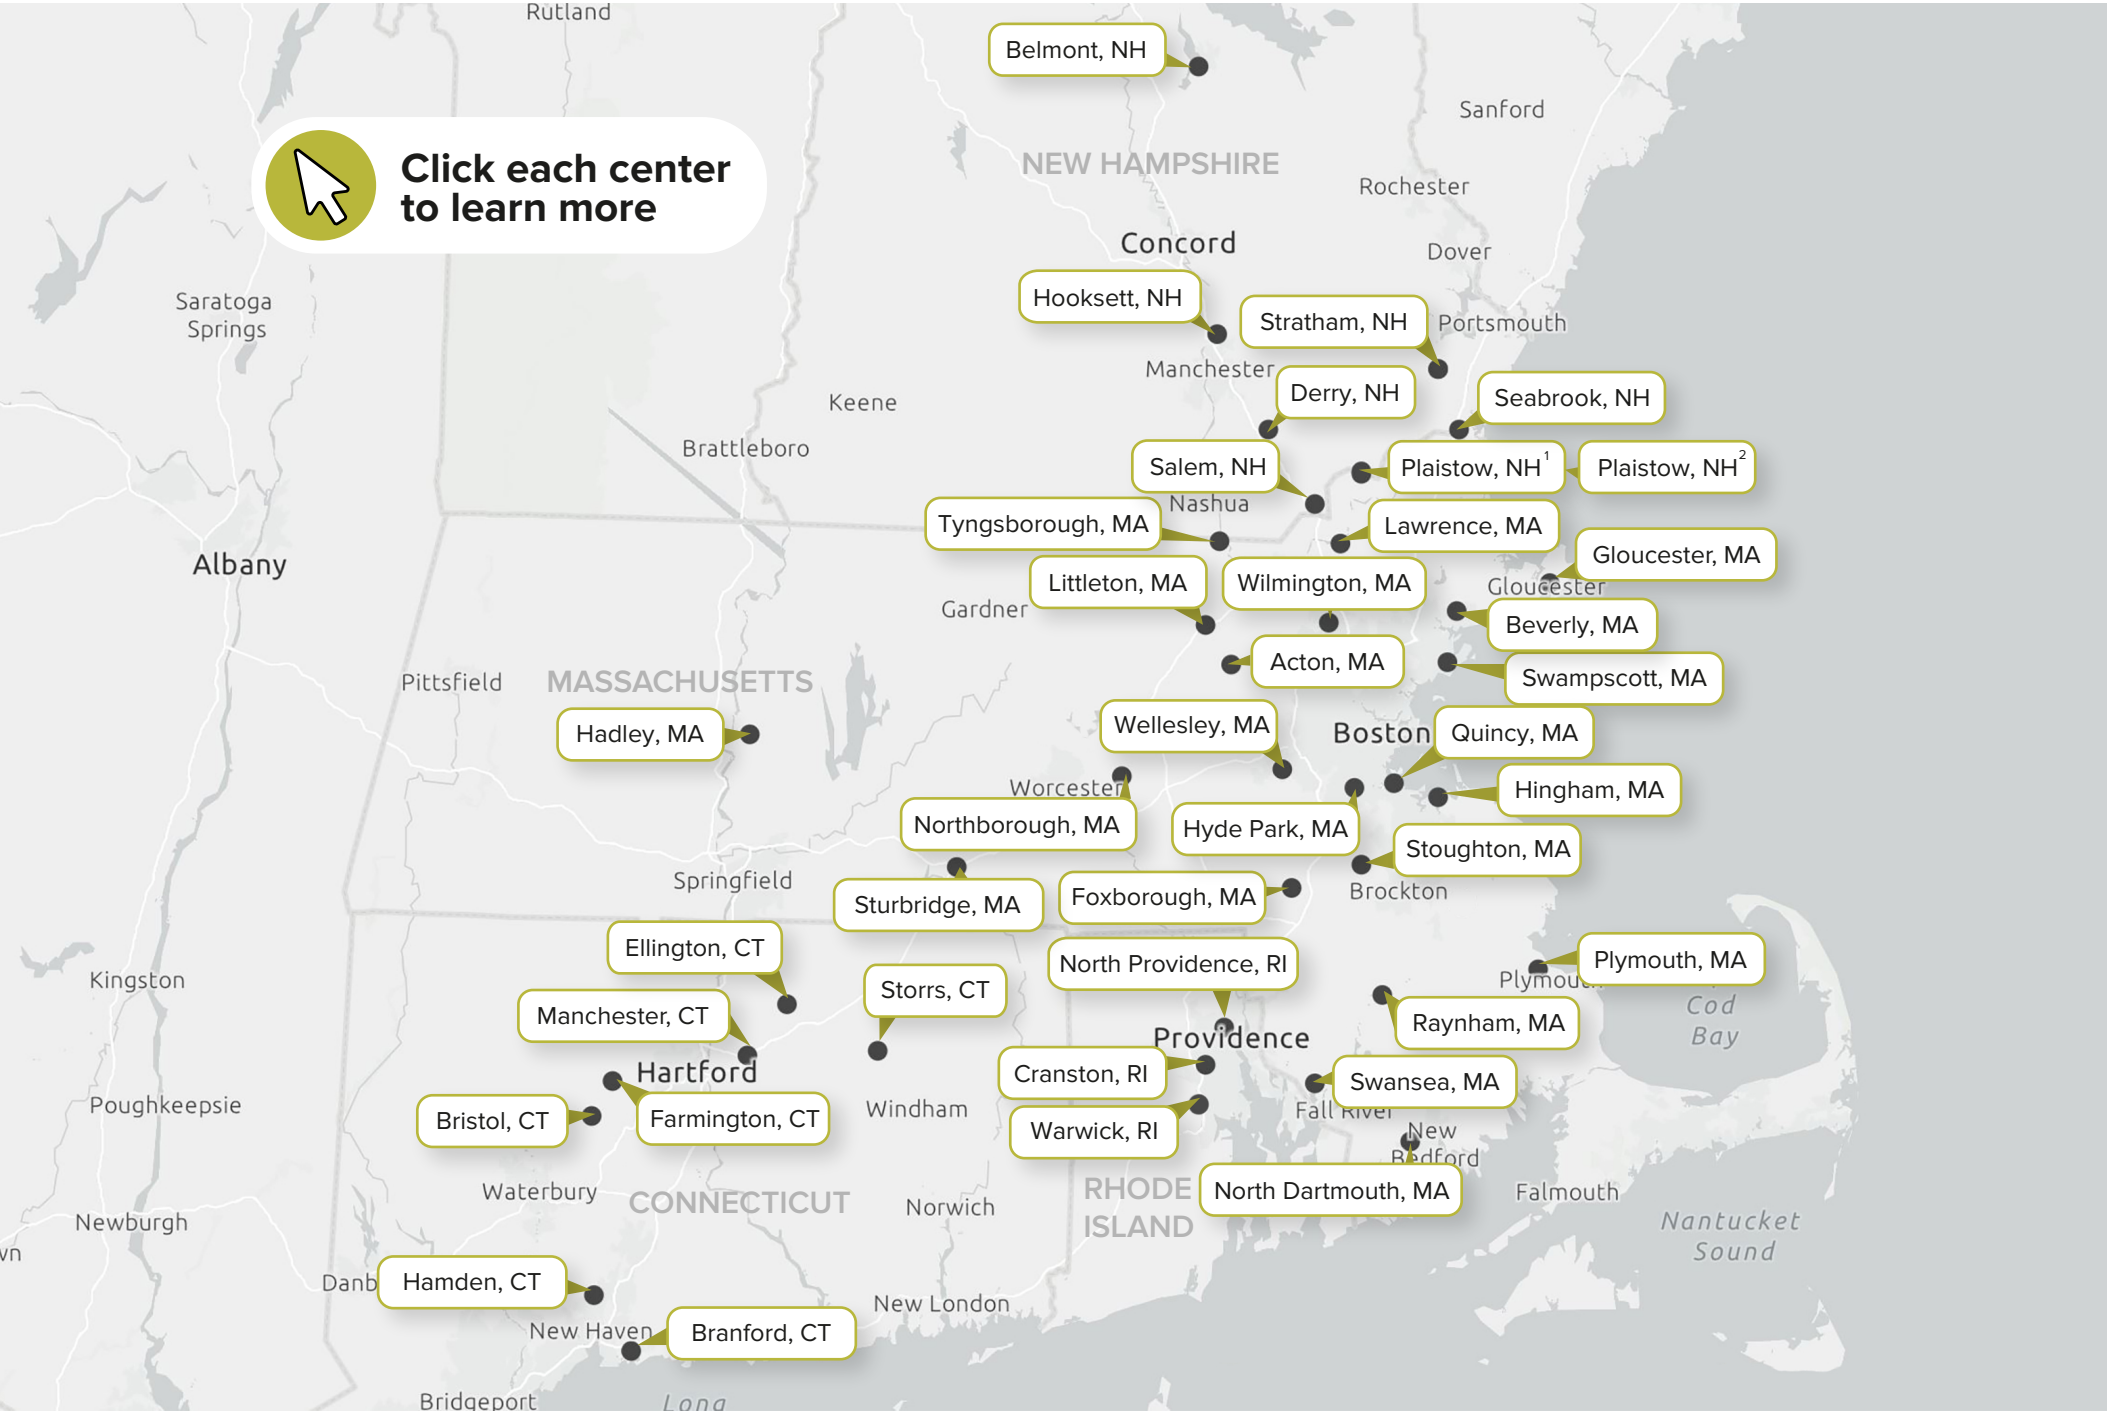 Rutland
Belmont, NH
Sanford
Click each center
to learn more
NEW HAMPSHIRE
Rochester
Concord
Dover
Saratoga
Springs
Hooksett, NH
Stratham, NH
Portsmouth
Manchester
Derry, NH
Seabrook, NH
Keene
Brattleboro
Salem, NH
Plaistow, NH1
Plaistow, NH2
Nashua
Tyngsborough, MA
Lawrence, MA
Gloucester, MA
Albany
Littleton, MA
Wilmington, MA
Gloucester
Gardner
Beverly, MA
Acton, MA
Swampscott, MA
Pittsfield
MASSACHUSETTS
Hadley, MA
Wellesley, MA
Boston
Quincy, MA
Worcester
Hingham, MA
Northborough, MA
Hyde Park, MA
Stoughton, MA
Springfield
Brockton
Sturbridge, MA
Foxborough, MA
Ellington, CT
North Providence, RI
Plymouth, MA
Kingston
Storrs, CT
Plymou
Cod
Bay
Manchester, CT
Raynham, MA
Providence
Hartford
Cranston, RI
Swansea, MA
Poughkeepsie
Bristol, CT
Farmington, CT
Windham
Warwick, RI
Fall River
New
Bedford
Waterbury
CONNECTICUT
Norwich
RHODE
ISLAND
North Dartmouth, MA
Falmouth
Newburgh
Nantucket
Sound
wn
Danb
Hamden, CT
New London
New Haven
Branford, CT
Bridgeport
Long